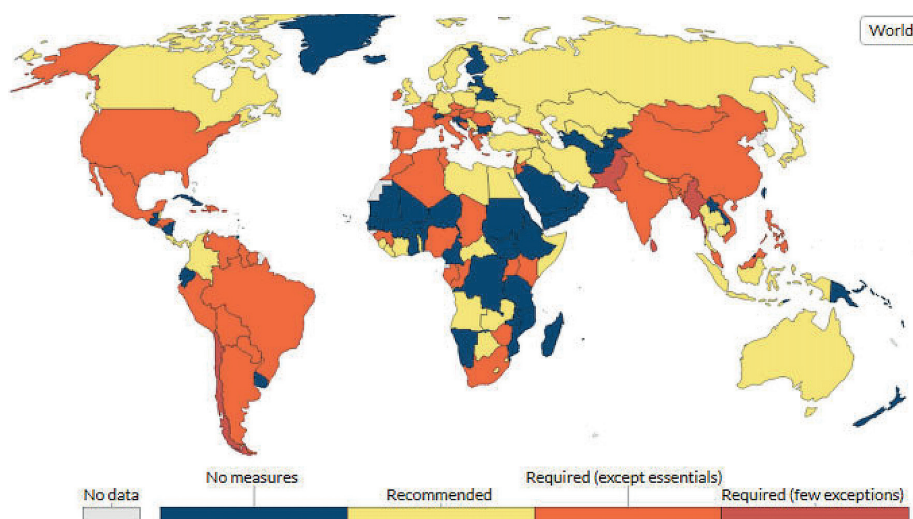 World
No measures
Required (except essentials)
No data
Recommended
Required (few exceptions)